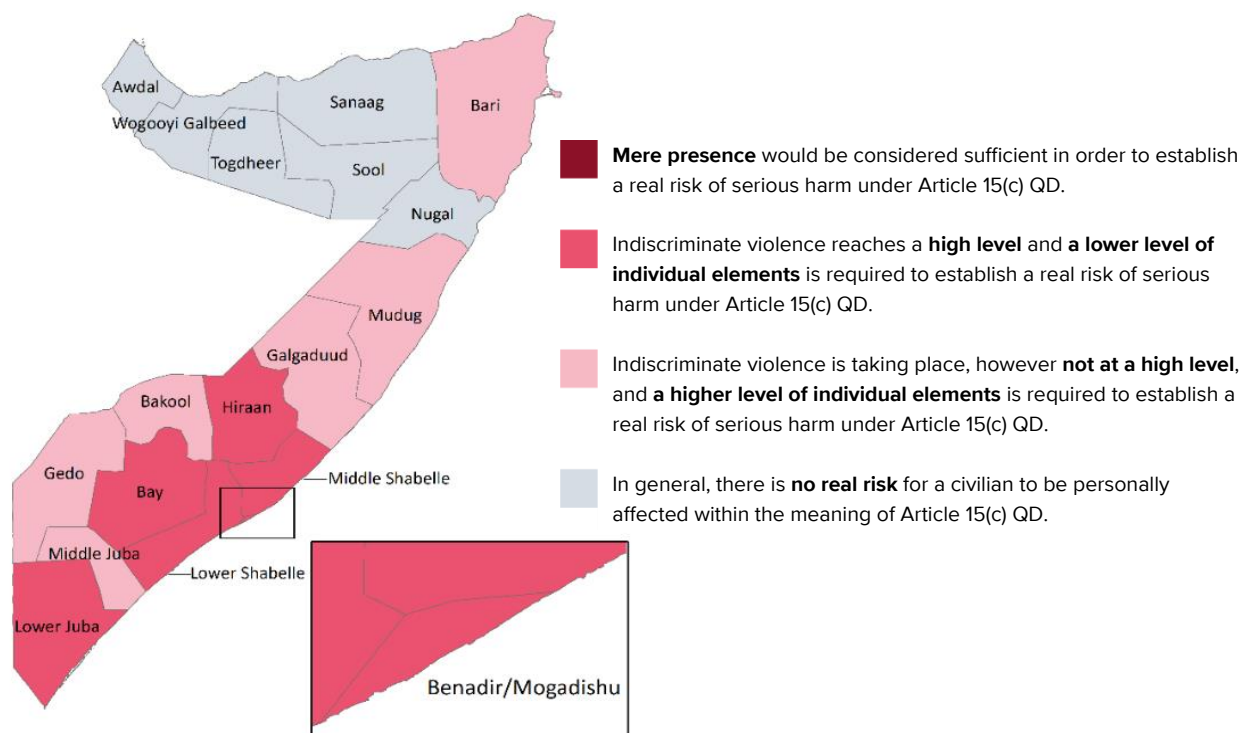 Awdal
Wogooyi Galbeed
Togdheer
Sanaag
Sool
Bari
Nugal
Mudug
Galgaduud
Hiraan
Bakool
Gedo
Bay
Middle Shabelle
Middle Juba
Lower Shabelle
Lower Juba
Benadir/Mogadishu
Mere presence would be considered sufficient in order to establish
a real risk of serious harm under Article 15(c) QD.
Indiscriminate violence reaches a high level and a lower level of
individual elements is required to establish a real risk of serious
harm under Article 15(c) QD.
Indiscriminate violence is taking place, however not at a high level,
and a higher level of individual elements is required to establish a
real risk of serious harm under Article 15(c) QD.
In general, there is no real risk for a civilian to be personally
affected within the meaning of Article 15(c) QD.